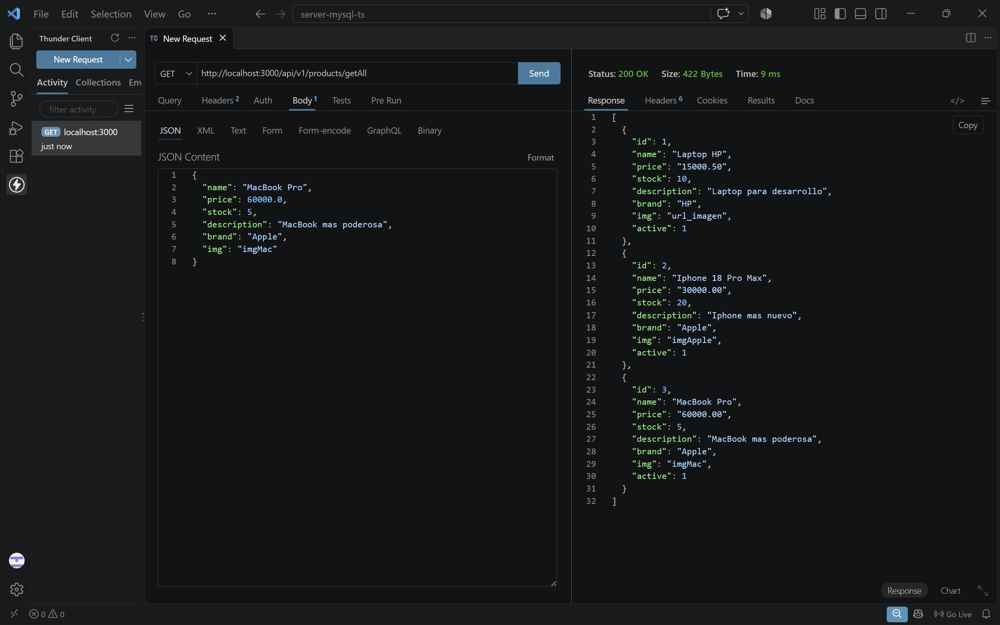 File Edit Selection View Go ··· server-mysql-ts
Thunder Client ···
New Request
Activity Collections Env
filter activity
GET localhost:3000
just now
TC New Request
GET http://localhost:3000/api/v1/products/getAll Send
Query Headers 2 Auth Body 1 Tests Pre Run
JSON XML Text Form Form-encode GraphQL Binary
JSON Content Format
1 {
2 "name": "MacBook Pro",
3 "price": 60000.0,
4 "stock": 5,
5 "description": "MacBook mas poderosa",
6 "brand": "Apple",
7 "img": "imgMac"
8 }
Status: 200 OK Size: 422 Bytes Time: 9 ms
Response Headers 6 Cookies Results Docs </>
Copy
1 [
2 {
3 "id": 1,
4 "name": "Laptop HP",
5 "price": "15000.50",
6 "stock": 10,
7 "description": "Laptop para desarrollo",
8 "brand": "HP",
9 "img": "url_imagen",
10 "active": 1
11 },
12 {
13 "id": 2,
14 "name": "Iphone 18 Pro Max",
15 "price": "30000.00",
16 "stock": 20,
17 "description": "Iphone mas nuevo",
18 "brand": "Apple",
19 "img": "imgApple",
20 "active": 1
21 },
22 {
23 "id": 3,
24 "name": "MacBook Pro",
25 "price": "60000.00",
26 "stock": 5,
27 "description": "MacBook mas poderosa",
28 "brand": "Apple",
29 "img": "imgMac",
30 "active": 1
31 }
32 ]
Response Chart
0 0 Go Live